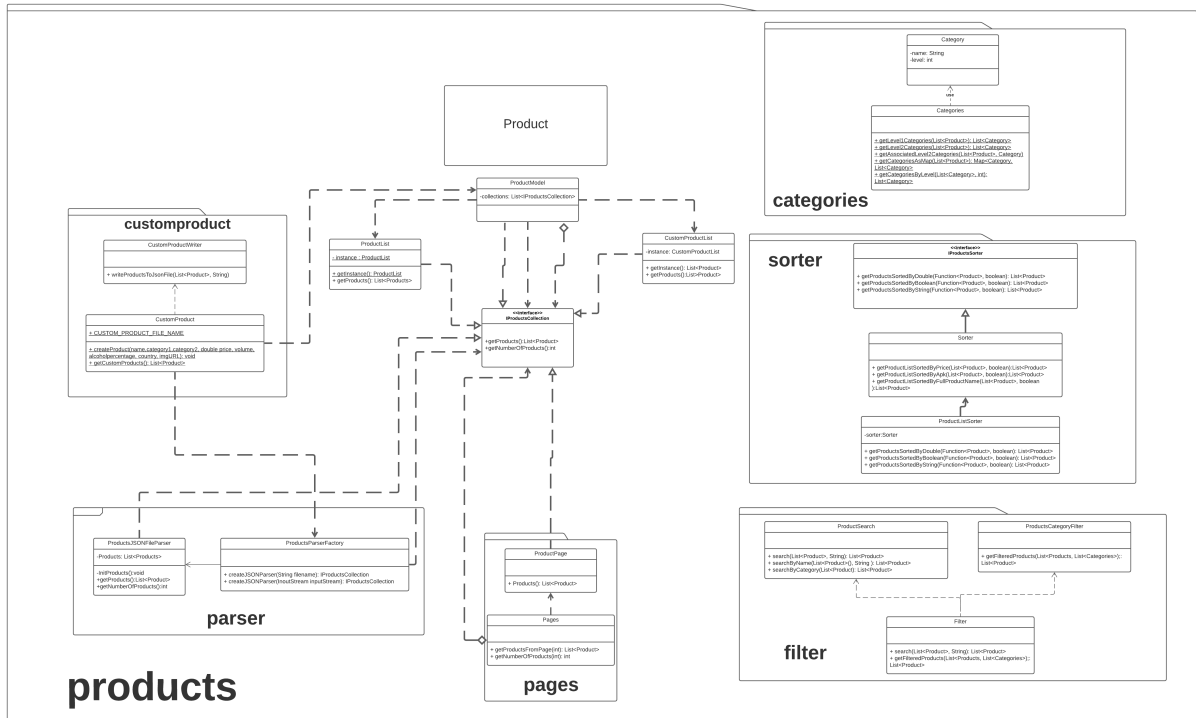 Product
ProductModel
-collections: List<IProductsCollection>
customproduct
CustomProductWriter
+ writeProductsToJsonFile(List<Product>, String)
CustomProduct
+ CUSTOM_PRODUCT_FILE_NAME
+ createProduct(name,category1,category2, double price, volume,
alcoholpercentage, country, imgURL): void
+ getCustomProducts(): List<Product>
ProductList
- instance : ProductList
+ getInstance(): ProductList
+ getProducts(): List<Products>
CustomProductList
-instance: CustomProductList
+ getInstance(): List<Product>
+ getProducts():List<Product>
<<interface>>
IProductsCollection
+getProducts():List<Product>
+getNumberOfProducts():int
Category
-name: String
-level: int
use
Categories
+ getLevel1Categories(List<Product>): List<Category>
+ getLevel2Categories(List<Product>): List<Category>
+ getAssociatedLevel2Categories(List<Product>, Category)
+ getCategoriesAsMap(List<Product>), Map<Category,
List<Category>
+ getCategoriesByLevel(List<Category>, int);
List<Category>
categories
sorter
<<interface>>
IProductsSorter
+ getProductsSortedByDouble(Function<Product>, boolean): List<Product>
+ getProductsSortedByBoolean(Function<Product>, boolean): List<Product>
+ getProductsSortedByString(Function<Product>, boolean): List<Product>
Sorter
+ getProductListSortedByPrice(List<Product>, boolean):List<Product>
+ getProductListSortedByApk(List<Product>, boolean):List<Product>
+ getProductListSortedByFullProductName(List<Product>, boolean
):List<Product>
ProductListSorter
-sorter:Sorter
+ getProductsSortedByDouble(Function<Product>, boolean): List<Product>
+ getProductsSortedByBoolean(Function<Product>, boolean): List<Product>
+ getProductsSortedByString(Function<Product>, boolean): List<Product>
ProductsJSONFileParser
-Products: List<Products>
-initProducts():void
+getProducts():List<Product>
+getNumberOfProducts():int
ProductsParserFactory
+ createJSONParser(String filename): IProductsCollection
+ createJSONParser(InoutStream inputStream): IProductsCollection
parser
ProductPage
+ Products(): List<Product>
Pages
+ getProductsFromPage(int): List<Product>
+ getNumberOfProducts(int): int
pages
ProductSearch
+ search(List<Product>, String): List<Product>
+ searchByName(List<Product>(), String ): List<Product>
+ searchByCategory(List<Product): List<Product>
ProductsCategoryFilter
+ getFilteredProducts(List<Products, List<Categories>);
List<Product>
Filter
+ search(List<Product>, String): List<Product>
+ getFilteredProducts(List<Products, List<Categories>);
List<Product>
filter
products